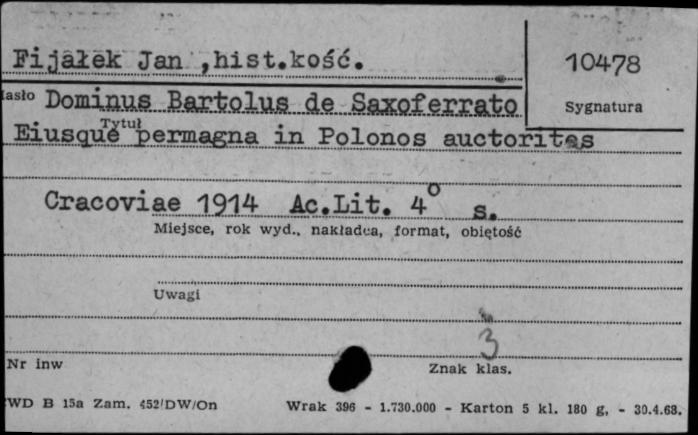 Fijałek Jan ,hist.kość.
10478
Sygnatura
Hasło Dominus Bartolus de Saxoferrato
Tytuł
Eiusque permagna in Polonos auctorites
Cracoviae 1914 Ac.Lit. 4° s.
Miejsce, rok wyd., nakładca, format, obiętość
Uwagi
3
Nr inw
Znak klas.
WD B 15a Zam. 452/DW/On Wrak 396 - 1.730.000 - Karton 5 kl. 180 g, - 30.4.68.